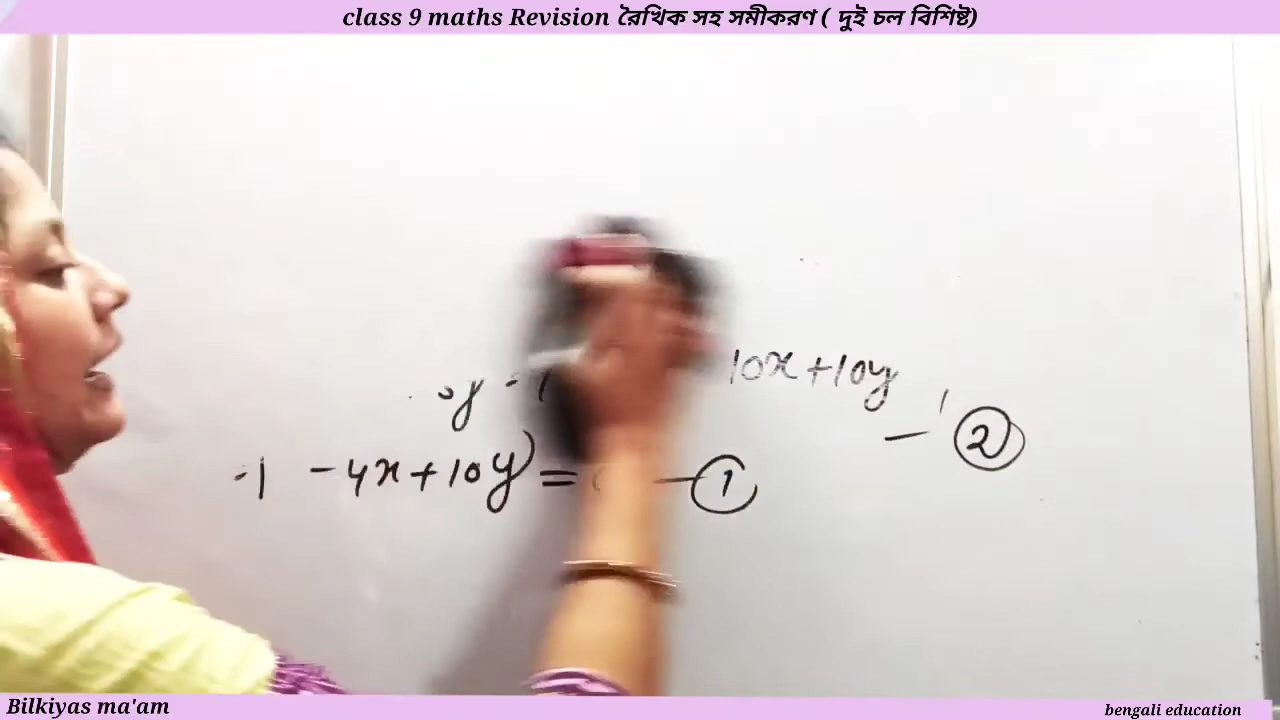 class 9 maths Revision রৈখিক সহ সমীকরণ ( দুই চল বিশিষ্ট)
10x+10y
— 2
-4x+10y =
— 1
Bilkiyas ma'am
bengali education